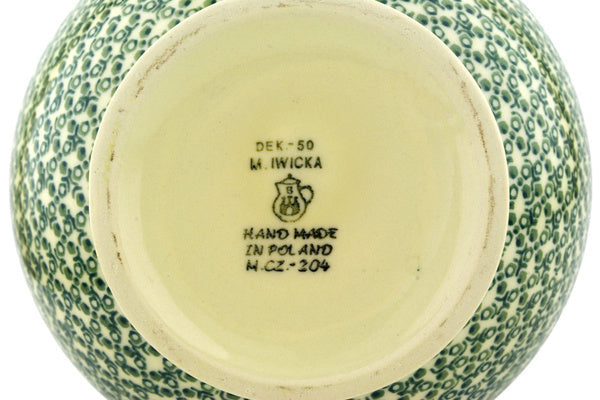 DEK.-50
M. IWICKA
B
HAND MADE
IN POLAND
M.CZ.-204